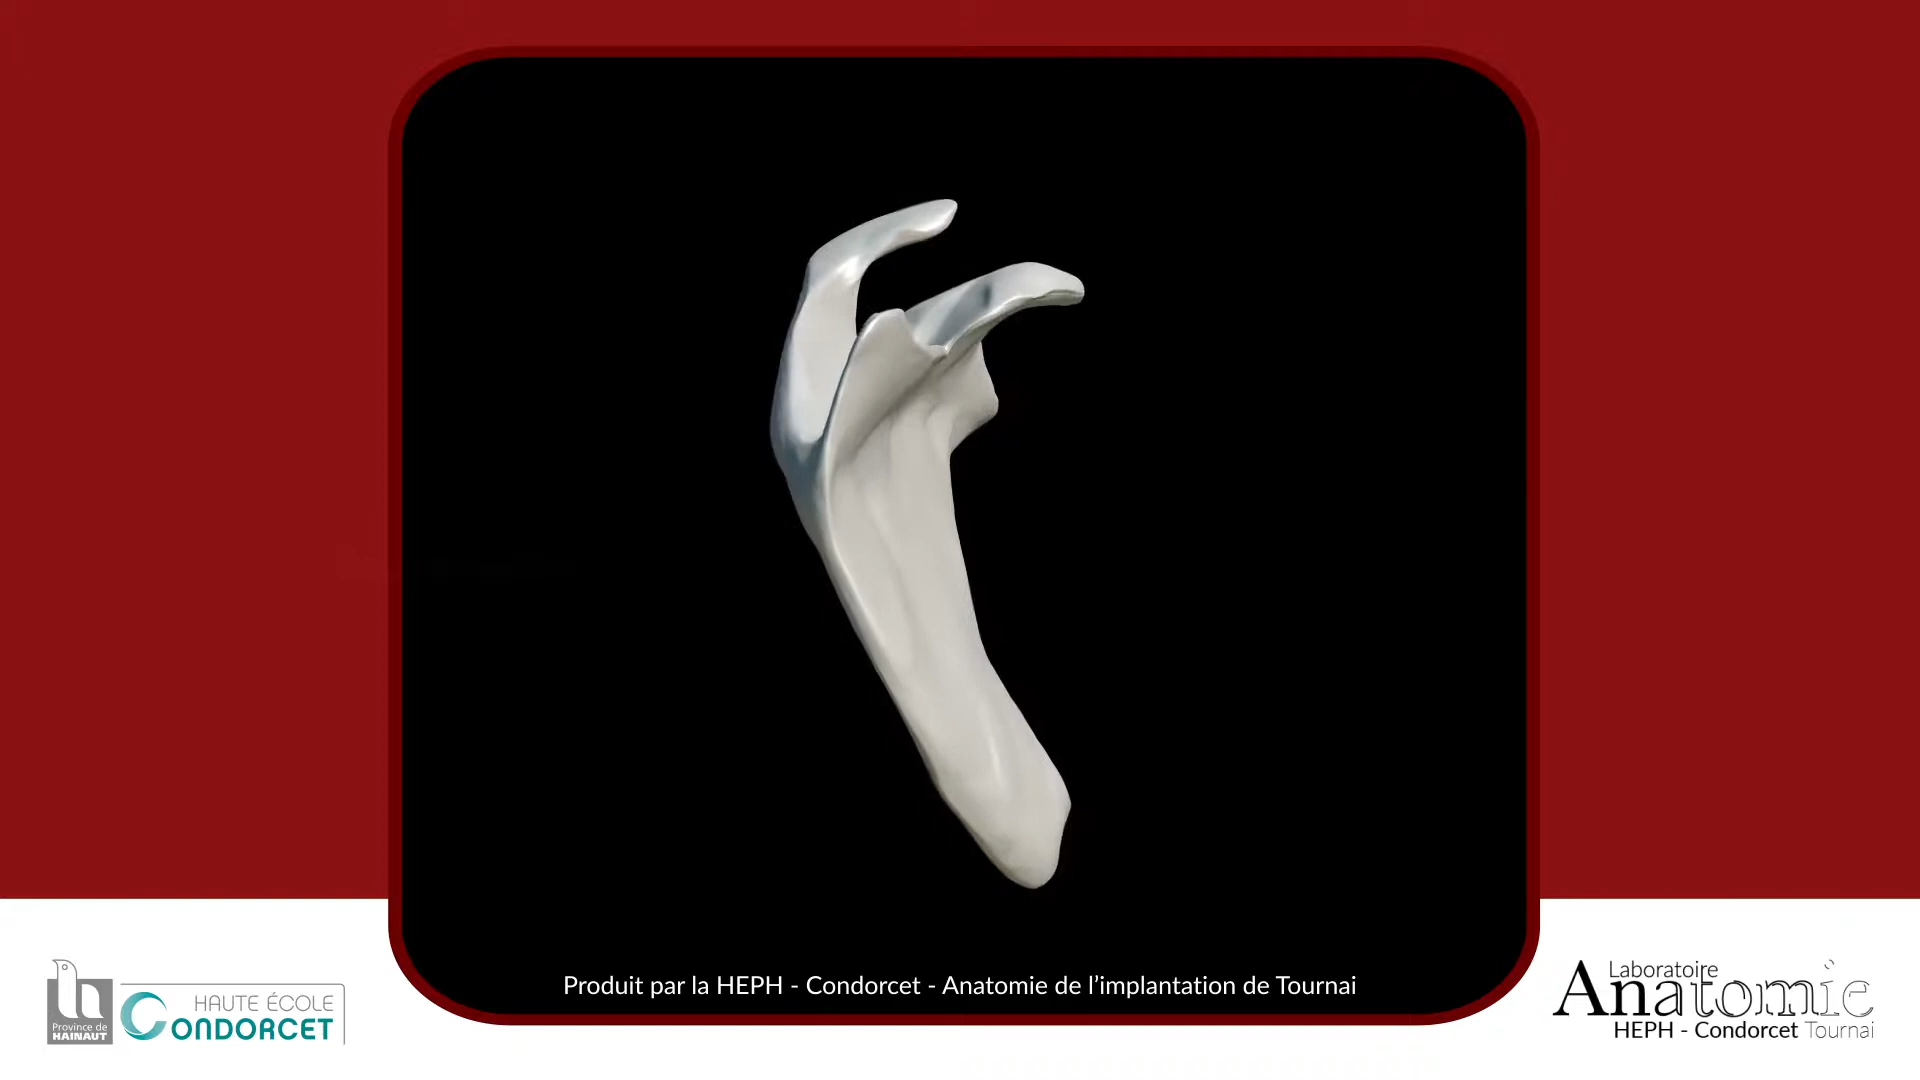 Produit par la HEPH - Condorcet - Anatomie de l’implantation de Tournai
Province de
HAINAUT
HAUTE ÉCOLE
CONDORCET
Laboratoire
Anatomie
HEPH - Condorcet Tournai